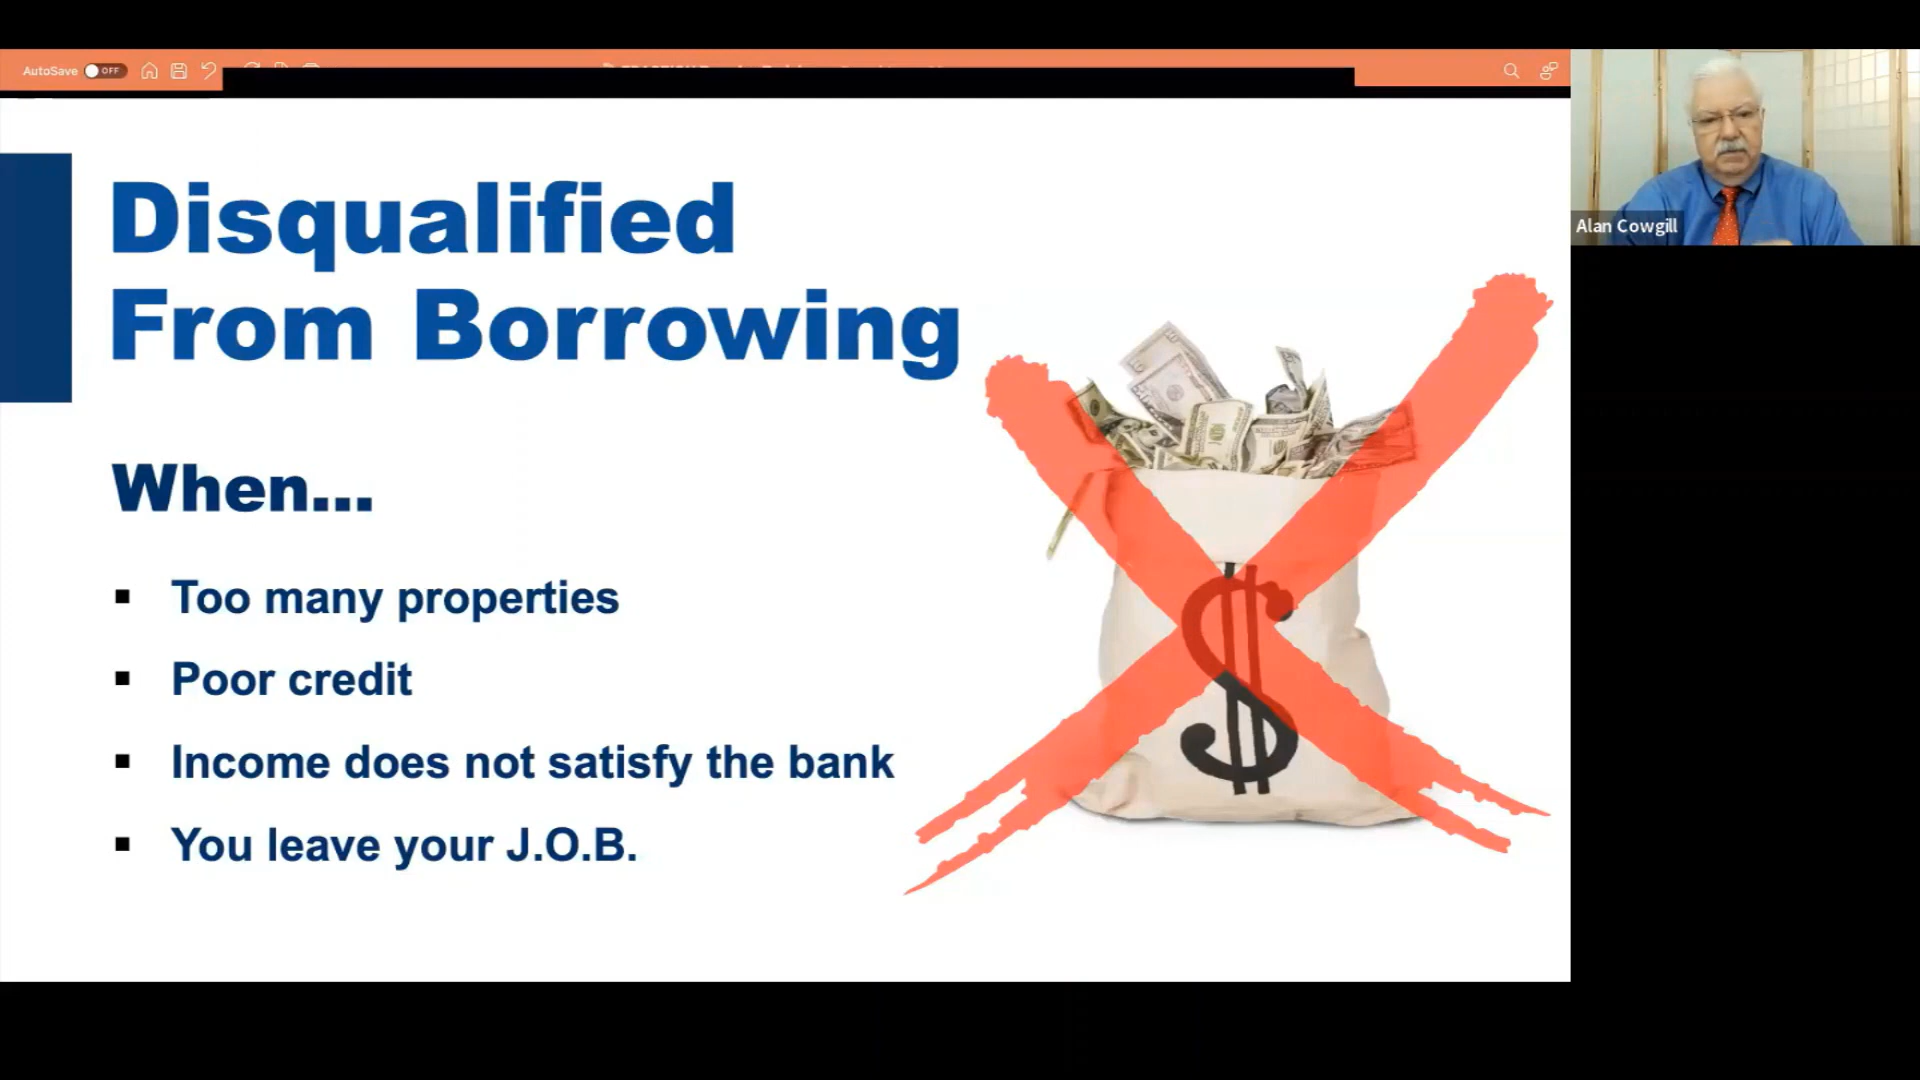 AutoSave OFF
Alan Cowgill
Disqualified
From Borrowing
When...
▪ Too many properties
▪ Poor credit
▪ Income does not satisfy the bank
▪ You leave your J.O.B.
$